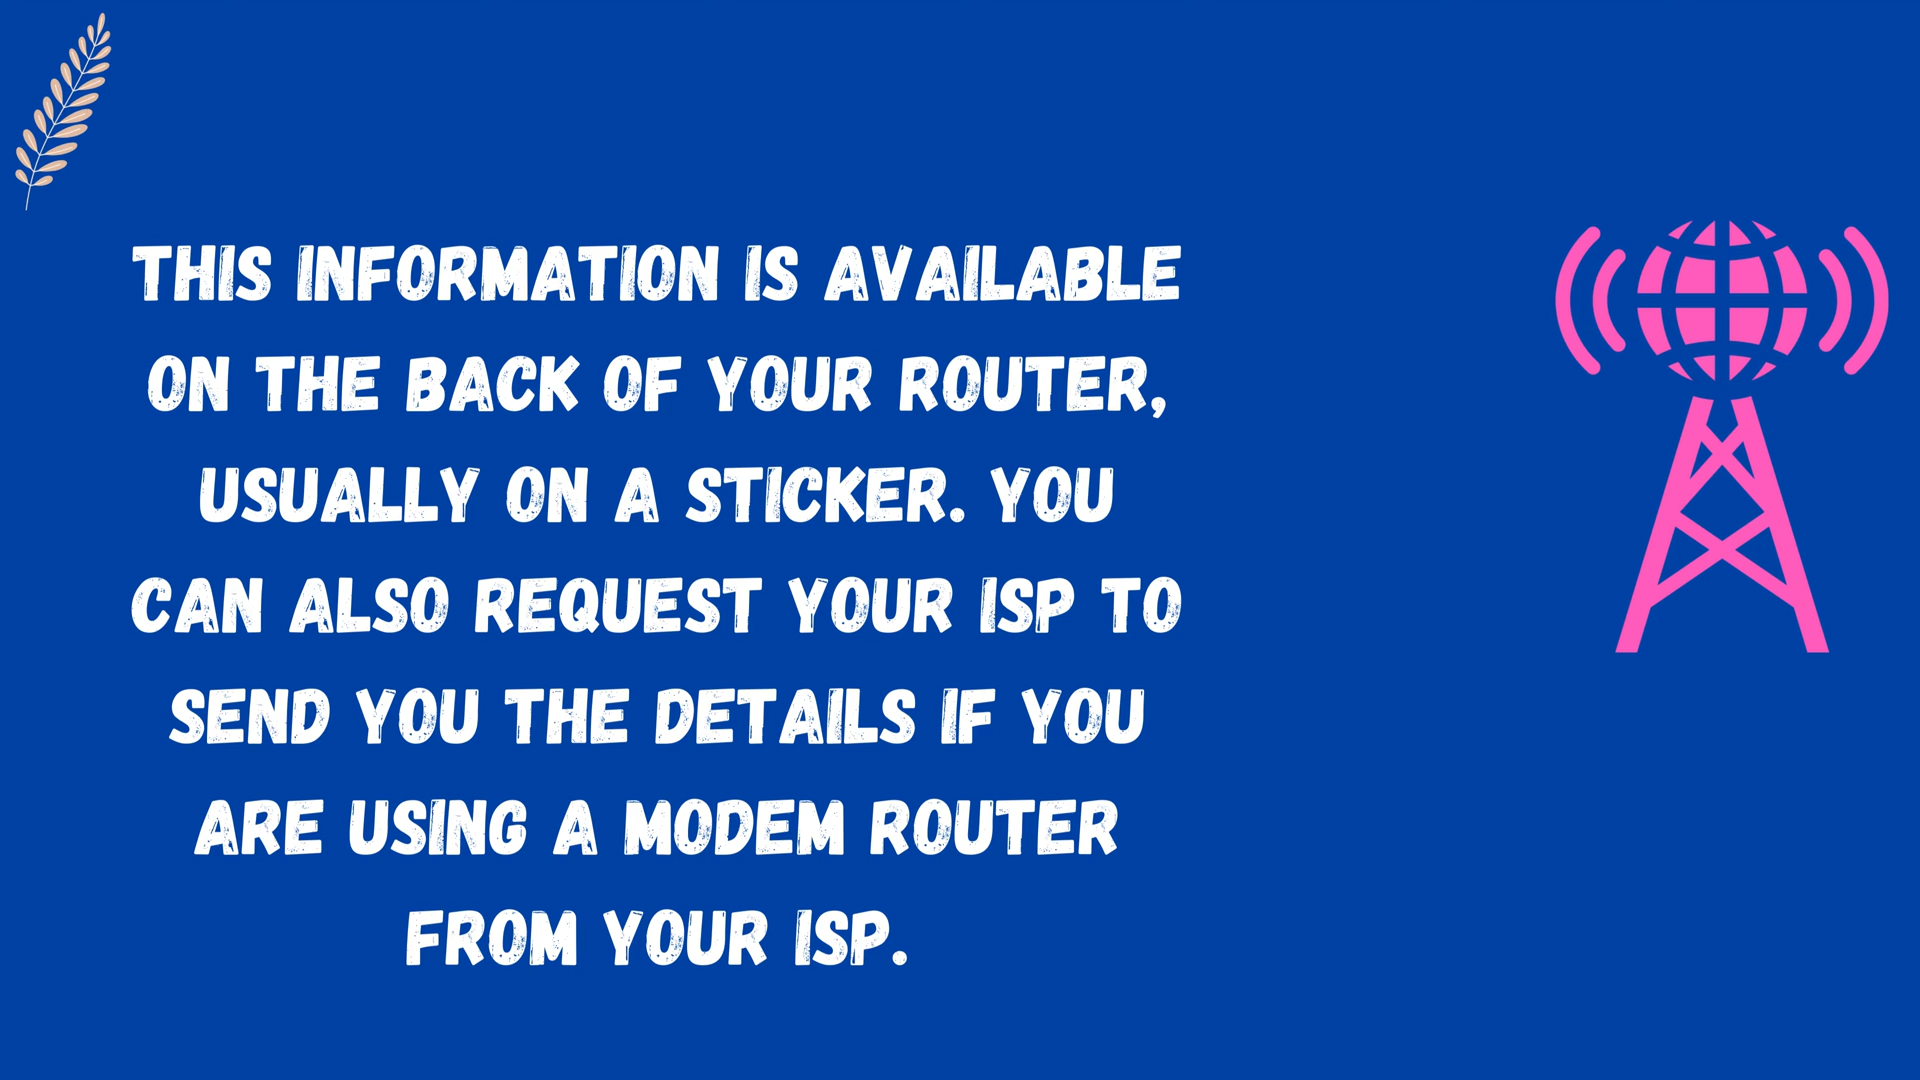 THIS INFORMATION IS AVAILABLE
ON THE BACK OF YOUR ROUTER,
USUALLY ON A STICKER. YOU
CAN ALSO REQUEST YOUR ISP TO
SEND YOU THE DETAILS IF YOU
ARE USING A MODEM ROUTER
FROM YOUR ISP.